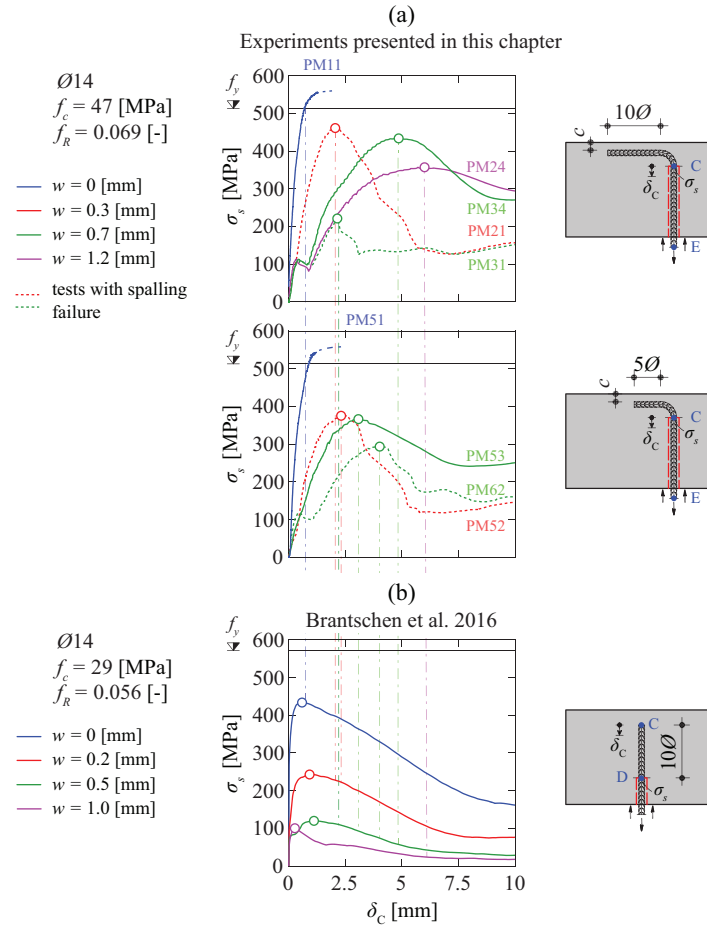 (a)
Experiments presented in this chapter
Ø14
f_c = 47 [MPa]
f_R = 0.069 [-]
w = 0 [mm]
w = 0.3 [mm]
w = 0.7 [mm]
w = 1.2 [mm]
tests with spalling
failure
f_y
600
500
400
300
200
100
0
σ_s [MPa]
PM11
PM24
PM34
PM21
PM31
10Ø
c
C
δ_C
σ_s
E
f_y
600
500
400
300
200
100
0
σ_s [MPa]
PM51
PM53
PM62
PM52
5Ø
c
C
δ_C
σ_s
E
(b)
Brantschen et al. 2016
Ø14
f_c = 29 [MPa]
f_R = 0.056 [-]
w = 0 [mm]
w = 0.2 [mm]
w = 0.5 [mm]
w = 1.0 [mm]
f_y
600
500
400
300
200
100
0
σ_s [MPa]
0 2.5 5 7.5 10
δ_C [mm]
C
δ_C
10Ø
D
σ_s